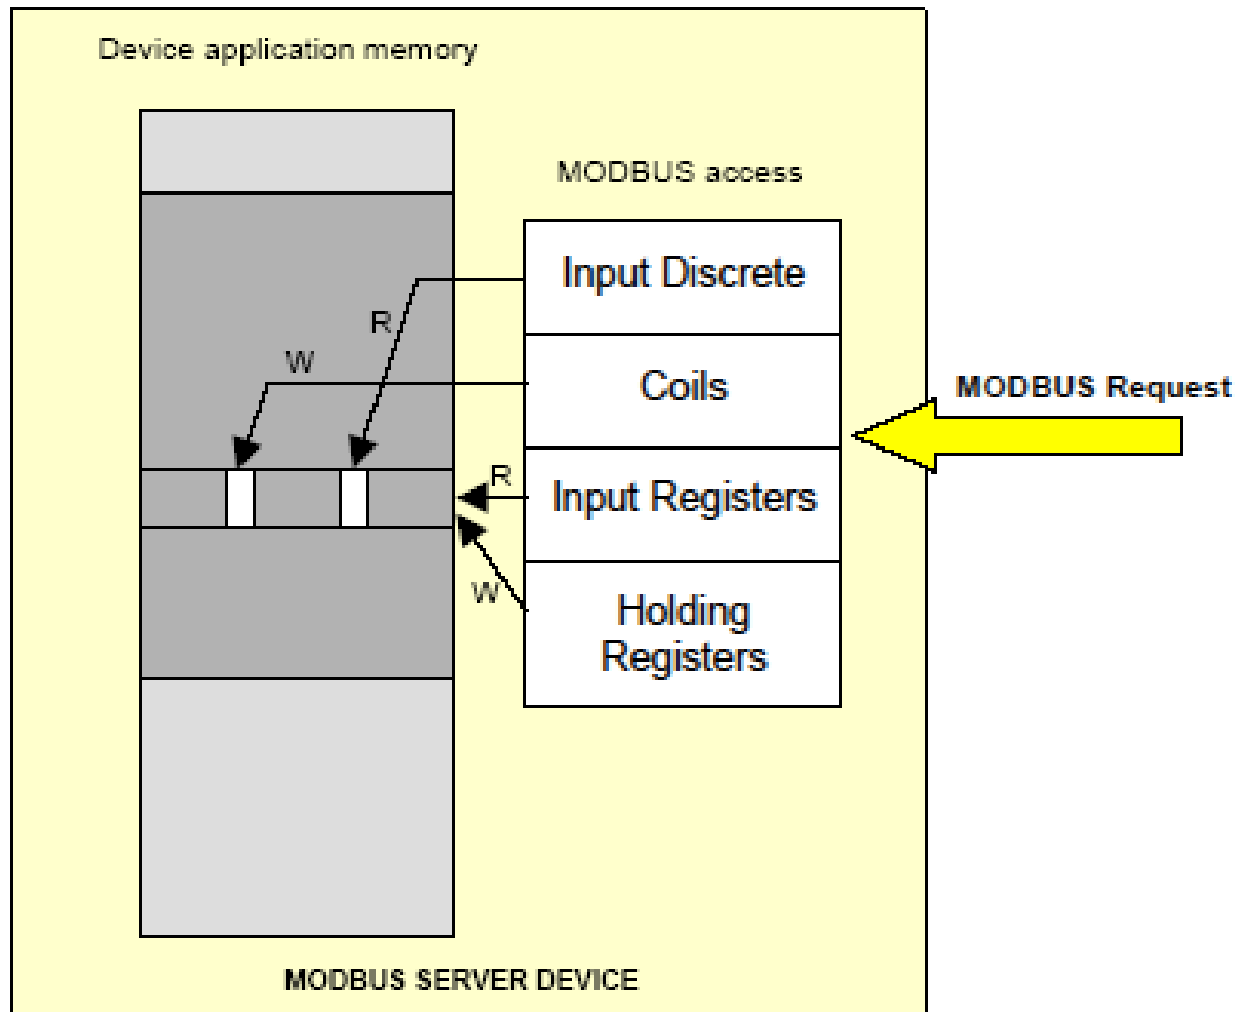 Device application memory
MODBUS access
Input Discrete
R
W
Coils
MODBUS Request
R
Input Registers
W
Holding
Registers
MODBUS SERVER DEVICE